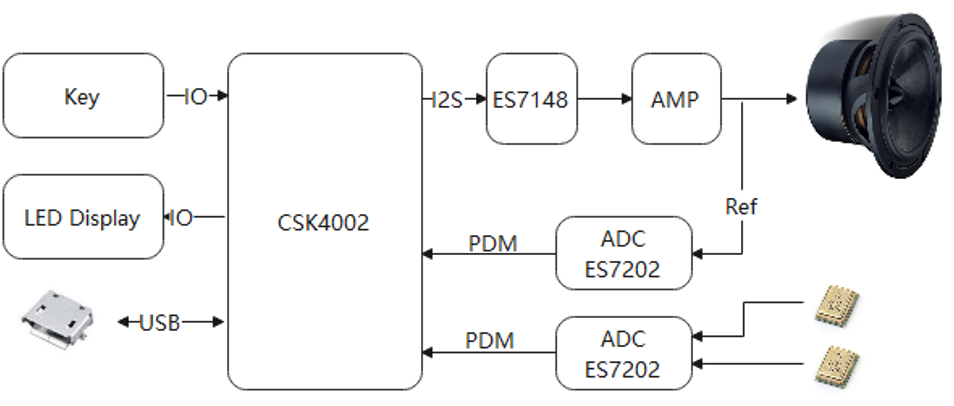 Key
IO
I2S
ES7148
AMP
LED Display
IO
CSK4002
Ref
PDM
ADC
ES7202
USB
PDM
ADC
ES7202